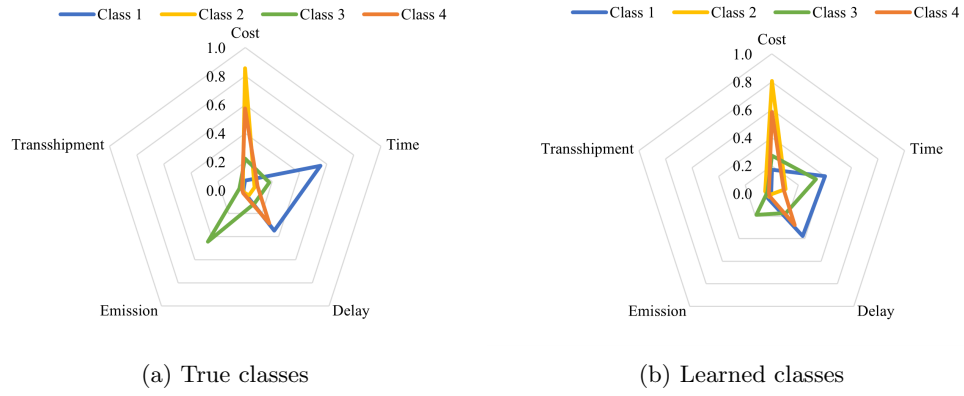 Class 1 Class 2 Class 3 Class 4
Cost
1.0
0.8
0.6
0.4
0.2
0.0
Transshipment
Time
Emission
Delay
(a) True classes
Class 1 Class 2 Class 3 Class 4
Cost
1.0
0.8
0.6
0.4
0.2
0.0
Transshipment
Time
Emission
Delay
(b) Learned classes